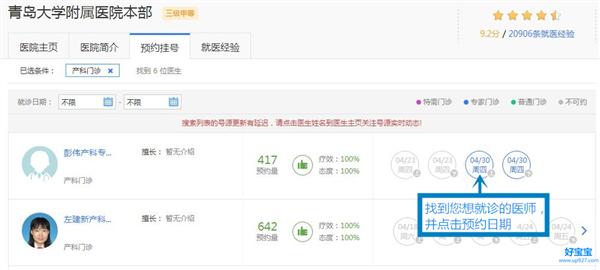 青岛大学附属医院本部 三级甲等
9.2分 / 20906条就医经验
医院主页 医院简介 预约挂号 就医经验
已选条件： 产科门诊 × 找到 6 位医生
就诊日期： 不限 - 不限 特需门诊 专家门诊 普通门诊 不可约
搜索列表的号源更新有延迟，请点击医生姓名到医生主页关注号源实时动态!
彭伟产科专... 擅长： 暂无介绍
产科门诊
417
预约量
疗效：100%
态度：100%
04/23 周四 上
04/23 周四 下
04/30 周四 上
04/30 周四 下
找到您想就诊的医师，
并点击预约日期
左建新产科... 擅长： 暂无介绍
产科门诊
642
预约量
疗效：100%
态度：100%
04/18
周六
好宝宝
www.up927.com